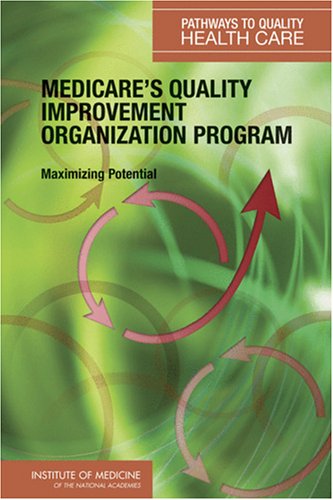 PATHWAYS TO QUALITY
HEALTH CARE
MEDICARE'S QUALITY
IMPROVEMENT
ORGANIZATION PROGRAM
Maximizing Potential
INSTITUTE OF MEDICINE
OF THE NATIONAL ACADEMIES